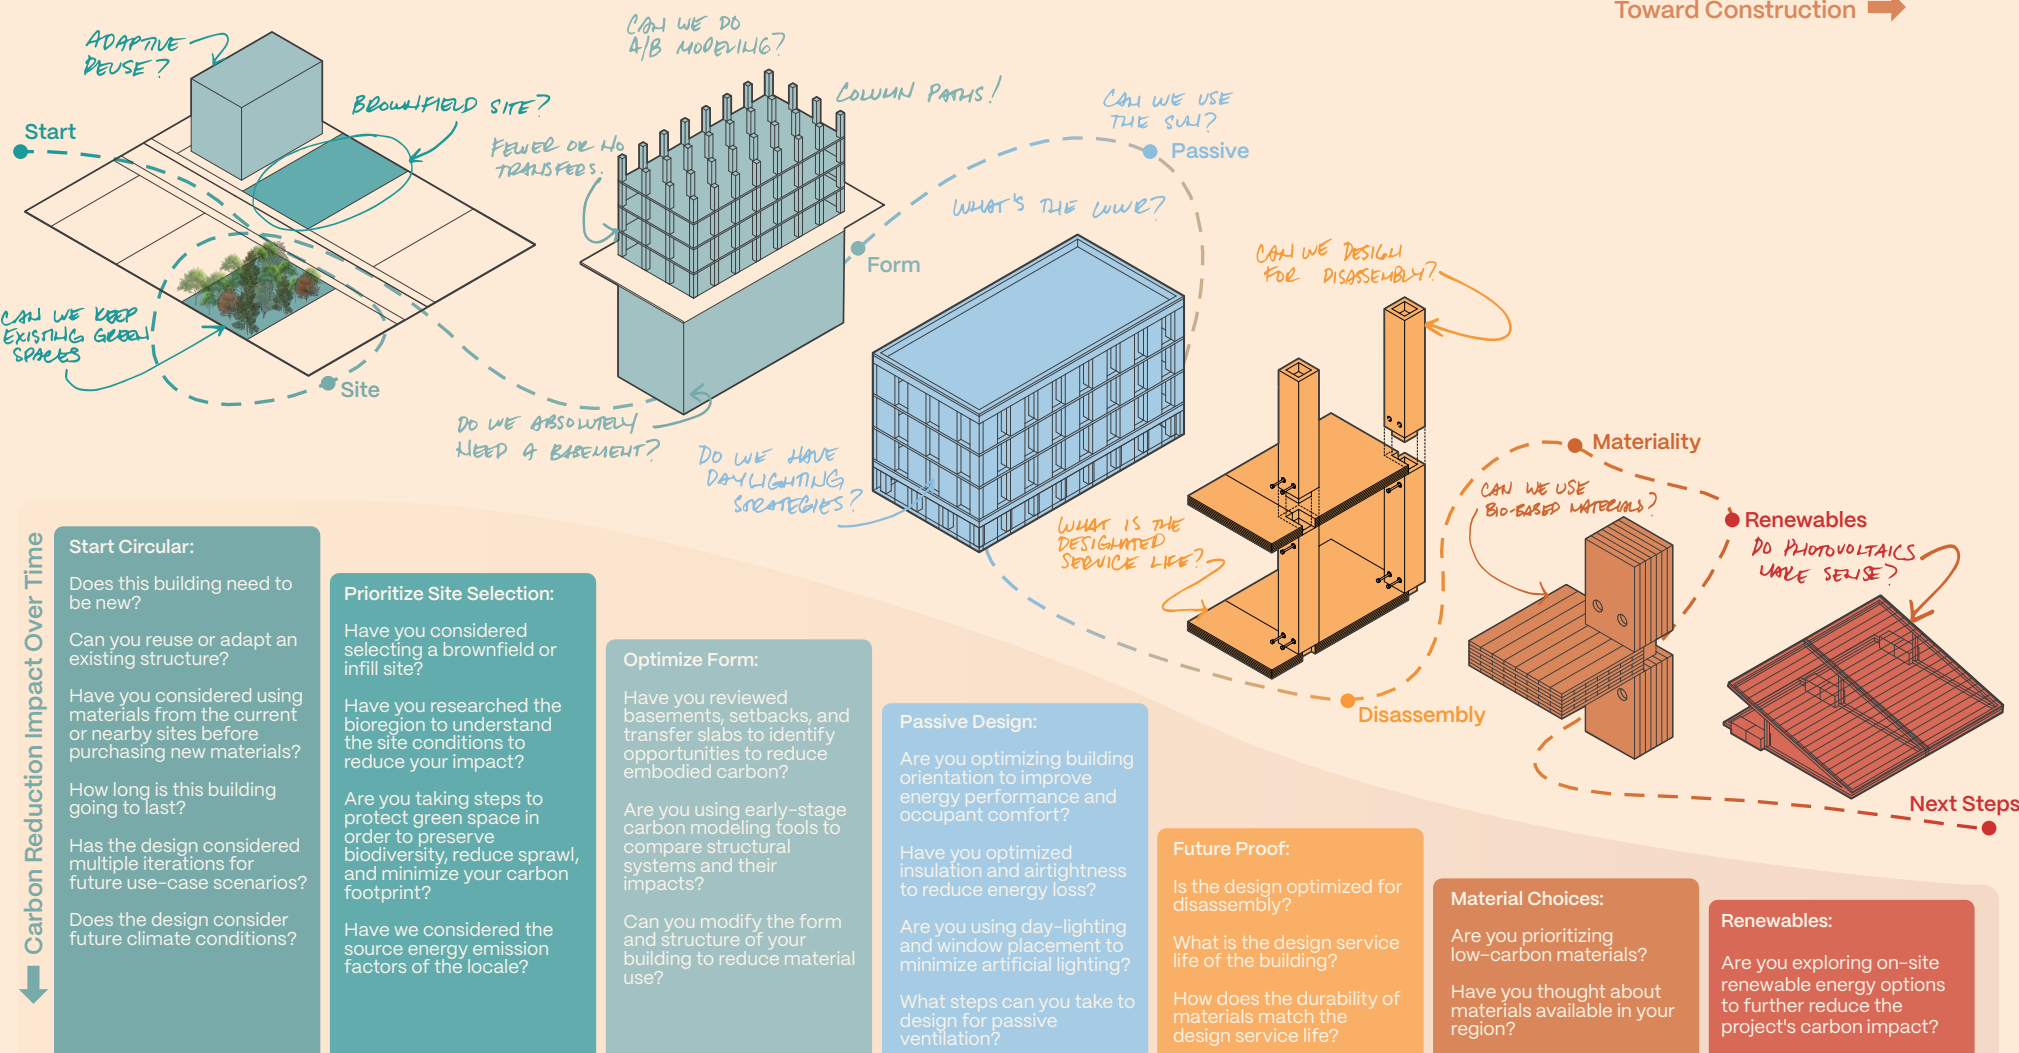 Toward Construction
ADAPTIVE
REUSE?
BROWNFIELD SITE?
Start
CAN WE KEEP
EXISTING GREEN
SPACES
Site
CAN WE DO
A/B MODELING?
COLUMN PATHS!
FEWER OR NO
TRANSFERS.
Form
DO WE ABSOLUTELY
NEED A BASEMENT?
CAN WE USE
THE SUN?
Passive
WHAT'S THE WWR?
DO WE HAVE
DAYLIGHTING
STRATEGIES?
CAN WE DESIGN
FOR DISASSEMBLY?
WHAT IS THE
DESIGNATED
SERVICE LIFE?
Disassembly
Materiality
CAN WE USE
BIO-BASED MATERIALS?
Renewables
DO PHOTOVOLTAICS
MAKE SENSE?
Next Steps
Carbon Reduction Impact Over Time
Start Circular:
Does this building need to
be new?
Can you reuse or adapt an
existing structure?
Have you considered using
materials from the current
or nearby sites before
purchasing new materials?
How long is this building
going to last?
Has the design considered
multiple iterations for
future use-case scenarios?
Does the design consider
future climate conditions?
Prioritize Site Selection:
Have you considered
selecting a brownfield or
infill site?
Have you researched the
bioregion to understand
the site conditions to
reduce your impact?
Are you taking steps to
protect green space in
order to preserve
biodiversity, reduce sprawl,
and minimize your carbon
footprint?
Have we considered the
source energy emission
factors of the locale?
Optimize Form:
Have you reviewed
basements, setbacks, and
transfer slabs to identify
opportunities to reduce
embodied carbon?
Are you using early-stage
carbon modeling tools to
compare structural
systems and their
impacts?
Can you modify the form
and structure of your
building to reduce material
use?
Passive Design:
Are you optimizing building
orientation to improve
energy performance and
occupant comfort?
Have you optimized
insulation and airtightness
to reduce energy loss?
Are you using day-lighting
and window placement to
minimize artificial lighting?
What steps can you take to
design for passive
ventilation?
Future Proof:
Is the design optimized for
disassembly?
What is the design service
life of the building?
How does the durability of
materials match the
design service life?
Material Choices:
Are you prioritizing
low-carbon materials?
Have you thought about
materials available in your
region?
Renewables:
Are you exploring on-site
renewable energy options
to further reduce the
project's carbon impact?